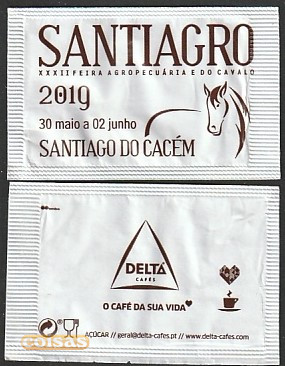 SANTIAGRO
XXXII FEIRA AGROPECUÁRIA E DO CAVALO
2019
30 maio a 02 junho
SANTIAGO DO CACÉM
DELTA
CAFÉS
O CAFÉ DA SUA VIDA
AÇÚCAR // geral@delta-cafes.pt // www.delta-cafes.com
coisas